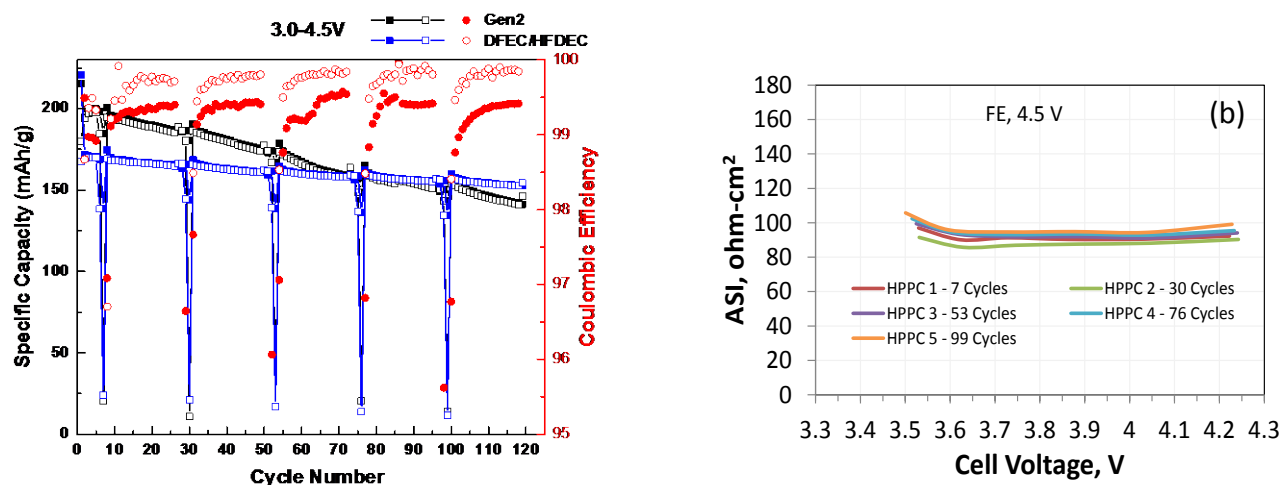 3.0-4.5V
Gen2
DFEC/HFDEC
Specific Capacity (mAh/g)
200
150
100
50
0
0 10 20 30 40 50 60 70 80 90 100 110 120
Cycle Number
100
99
98
97
96
95
Coulombic Efficiency
FE, 4.5 V
(b)
ASI, ohm-cm²
180
160
140
120
100
80
60
40
20
0
HPPC 1 - 7 Cycles
HPPC 2 - 30 Cycles
HPPC 3 - 53 Cycles
HPPC 4 - 76 Cycles
HPPC 5 - 99 Cycles
3.3 3.4 3.5 3.6 3.7 3.8 3.9 4 4.1 4.2 4.3
Cell Voltage, V